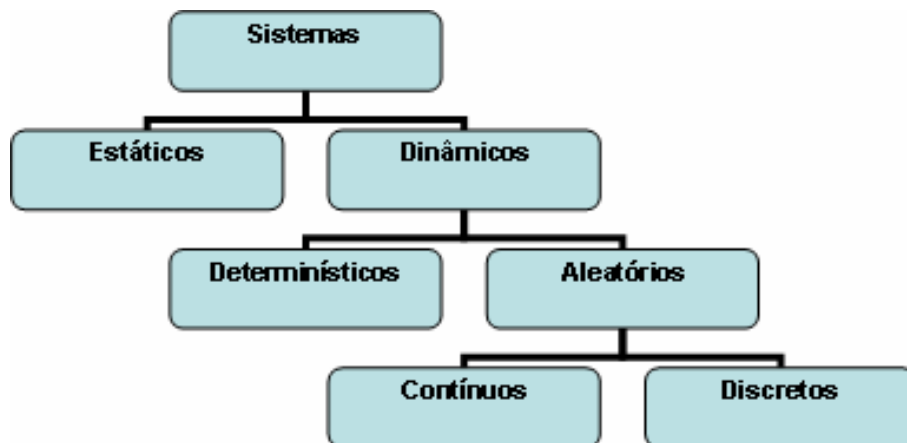 Sistemas
Estáticos
Dinâmicos
Determinísticos
Aleatórios
Contínuos
Discretos